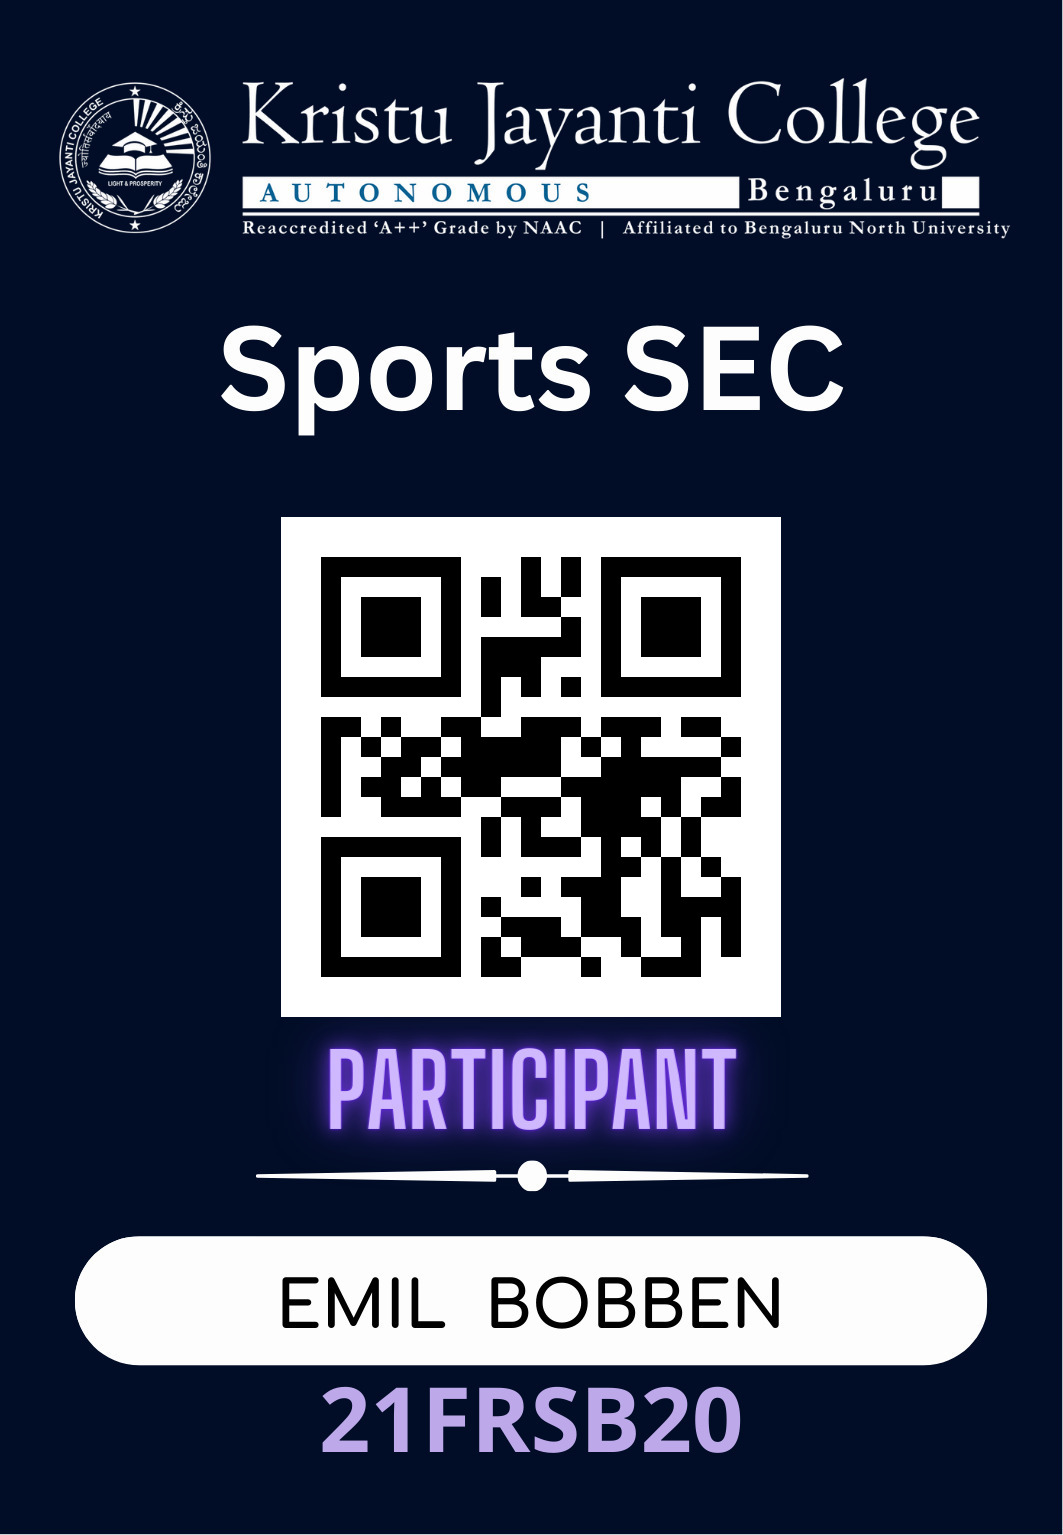 KRISTU JAYANTI COLLEGE
LIGHT & PROSPERITY
Kristu Jayanti College
AUTONOMOUS Bengaluru
Reaccredited ‘A++’ Grade by NAAC | Affiliated to Bengaluru North University
Sports SEC
PARTICIPANT
EMIL BOBBEN
21FRSB20